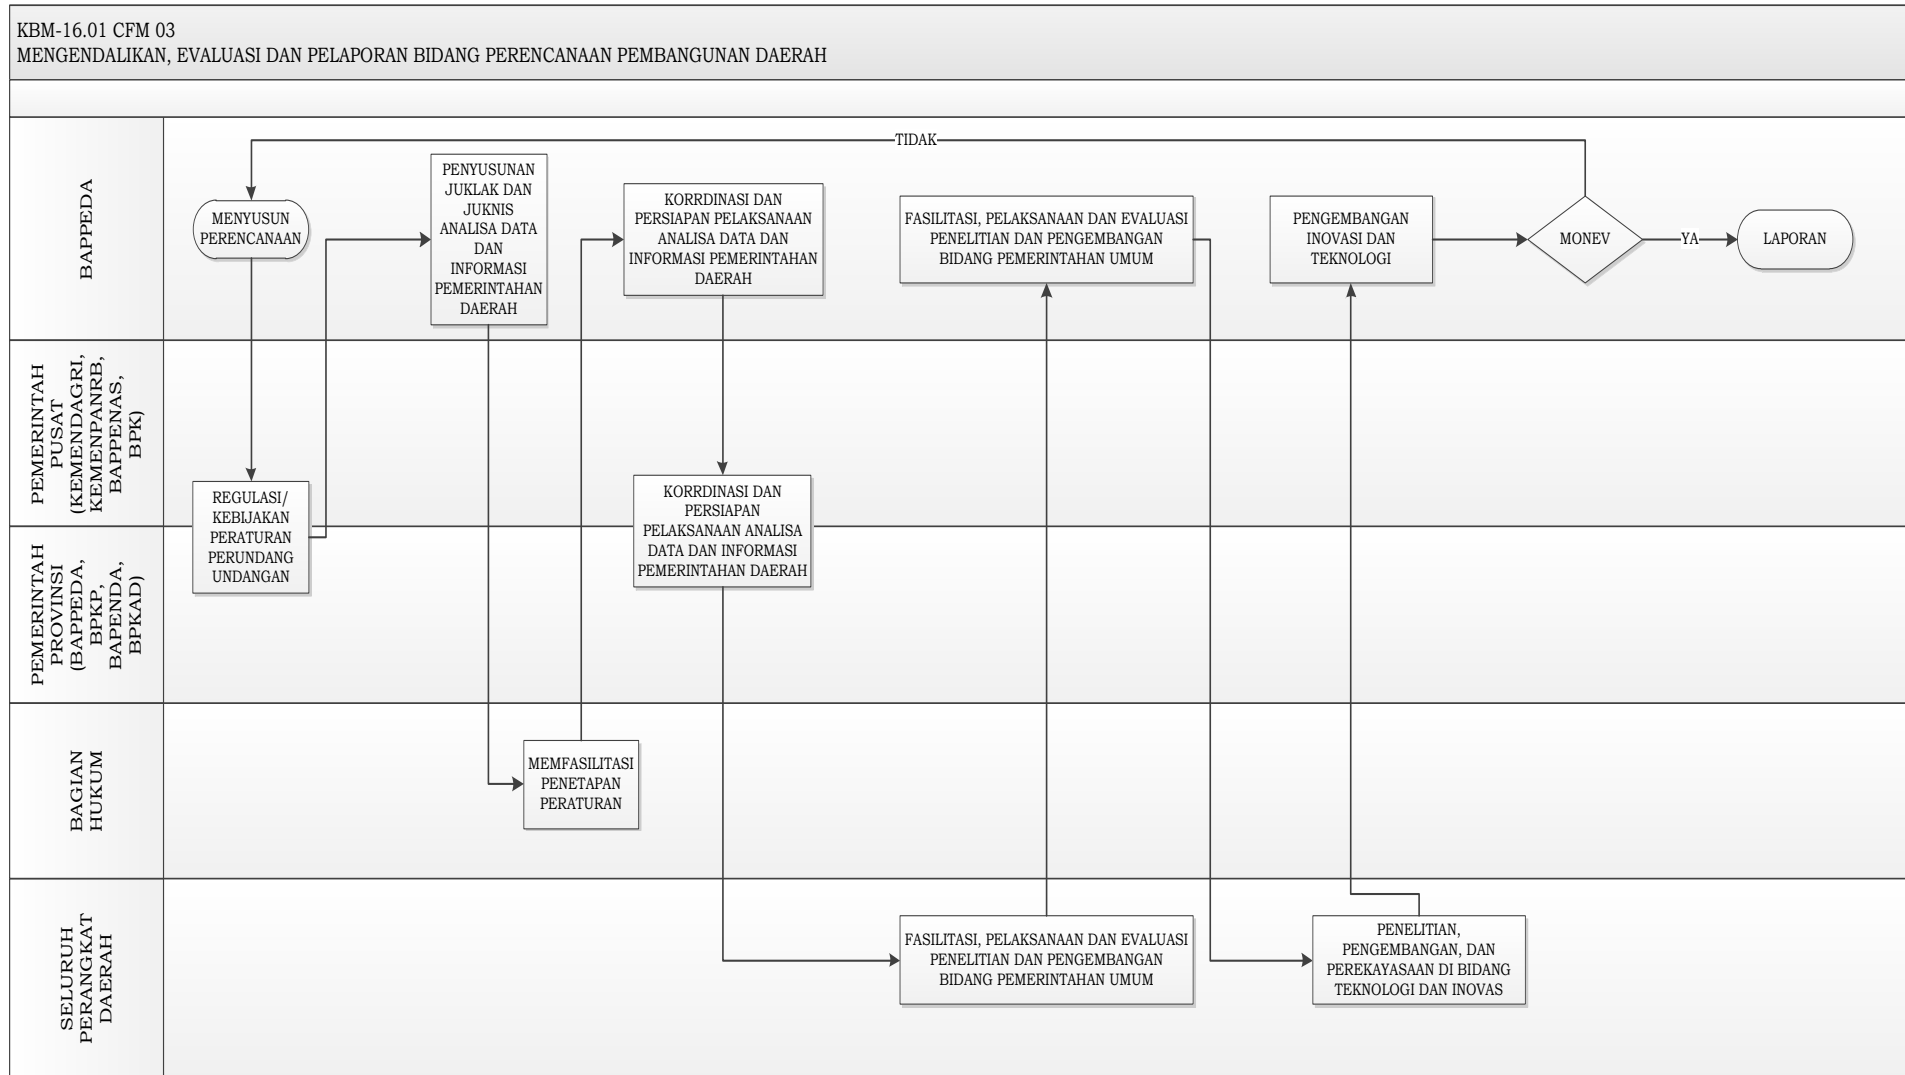 KBM-16.01 CFM 03
MENGENDALIKAN, EVALUASI DAN PELAPORAN BIDANG PERENCANAAN PEMBANGUNAN DAERAH
BAPPEDA
TIDAK
MENYUSUN
PERENCANAAN
PENYUSUNAN
JUKLAK DAN
JUKNIS
ANALISA DATA
DAN
INFORMASI
PEMERINTAHAN
DAERAH
KORRDINASI DAN
PERSIAPAN PELAKSANAAN
ANALISA DATA DAN
INFORMASI PEMERINTAHAN
DAERAH
FASILITASI, PELAKSANAAN DAN EVALUASI
PENELITIAN DAN PENGEMBANGAN
BIDANG PEMERINTAHAN UMUM
PENGEMBANGAN
INOVASI DAN
TEKNOLOGI
MONEV
YA
LAPORAN
PEMERINTAH
PUSAT
(KEMENDAGRI,
KEMENPANRB,
BAPPENAS,
BPK)
REGULASI/
KEBIJAKAN
PERATURAN
PERUNDANG
UNDANGAN
KORRDINASI DAN
PERSIAPAN
PELAKSANAAN ANALISA
DATA DAN INFORMASI
PEMERINTAHAN DAERAH
PEMERINTAH
PROVINSI
(BAPPEDA,
BPKP,
BAPENDA,
BPKAD)
BAGIAN
HUKUM
MEMFASILITASI
PENETAPAN
PERATURAN
SELURUH
PERANGKAT
DAERAH
FASILITASI, PELAKSANAAN DAN EVALUASI
PENELITIAN DAN PENGEMBANGAN
BIDANG PEMERINTAHAN UMUM
PENELITIAN,
PENGEMBANGAN, DAN
PEREKAYASAAN DI BIDANG
TEKNOLOGI DAN INOVAS